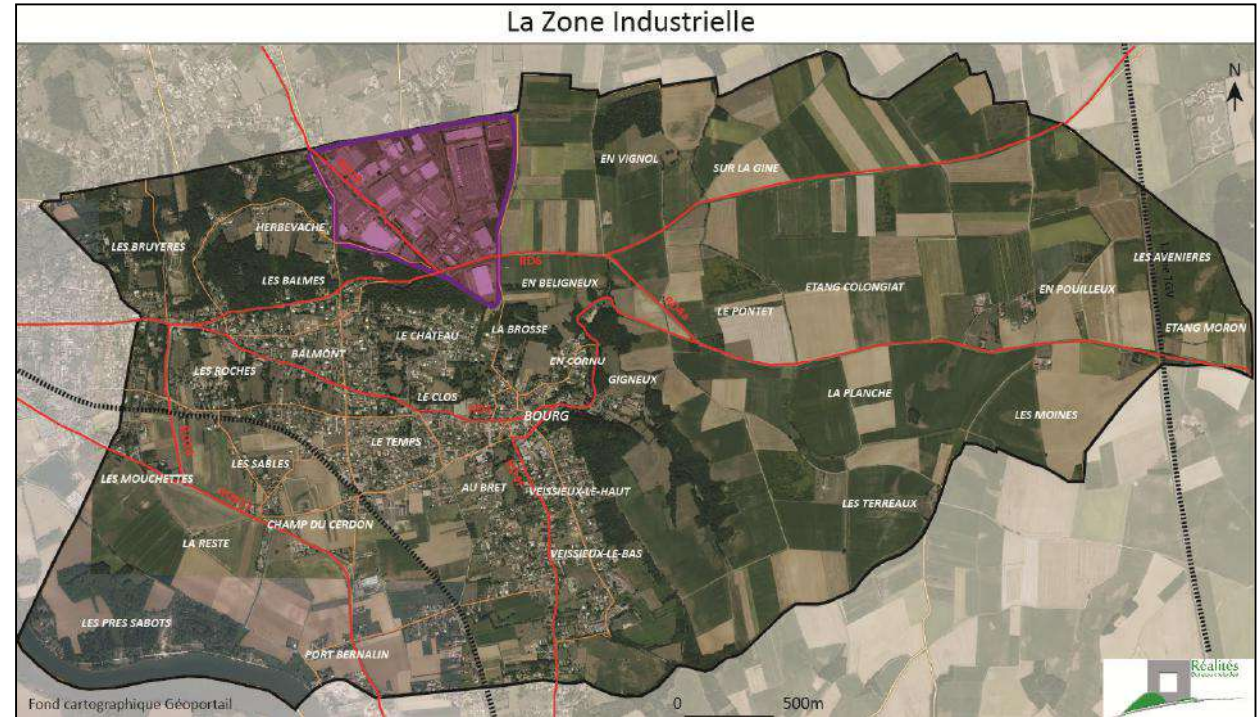 La Zone Industrielle
N
EN VIGNOL
SUR LA GINE
HERBEVACHE
LES BRUYERES
LES AVENIERES
LES BALMES
RD6
EN BELIGNEUX
ETANG COLONGIAT
EN POUILLEUX
LE PONTET
ETANG MORON
LE CHÂTEAU
LA BROSSE
BALMONT
EN CORNU
LES ROCHES
GIGNEUX
LE CLOS
LA PLANCHE
BOURG
LES MOINES
LE TEMPS
LES SABLES
LES MOUCHETTES
AU BRET
VEISSIEUX-LE-HAUT
LES TERREAUX
CHAMP DU CERDON
LA RESTE
VEISSIEUX-LE-BAS
LES PRES SABOTS
PORT BERNALIN
Réalités
Fond cartographique Géoportail
0 500m